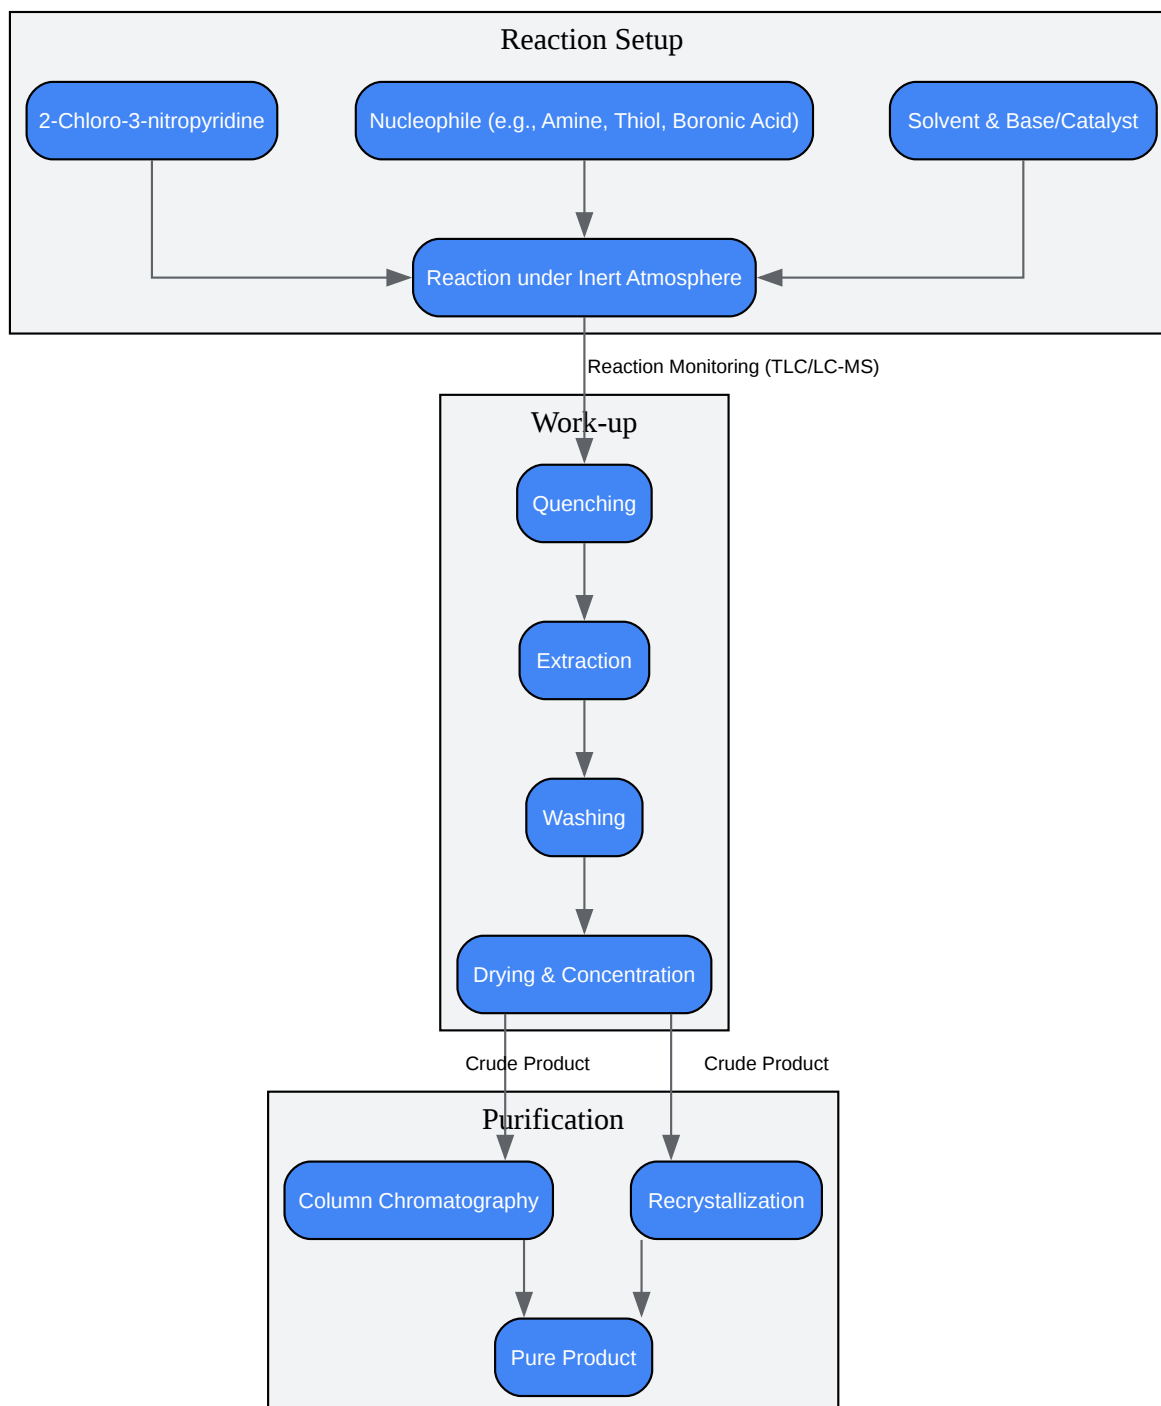 Reaction Setup
2-Chloro-3-nitropyridine
Nucleophile (e.g., Amine, Thiol, Boronic Acid)
Solvent & Base/Catalyst
Reaction under Inert Atmosphere
Reaction Monitoring (TLC/LC-MS)
Work-up
Quenching
Extraction
Washing
Drying & Concentration
Crude Product
Crude Product
Purification
Column Chromatography
Recrystallization
Pure Product